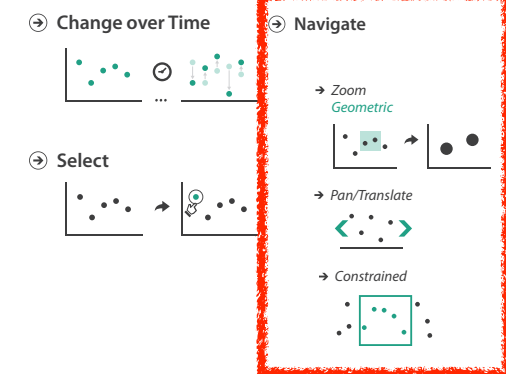 Change over Time
...
Select
Navigate
Zoom
Geometric
Pan/Translate
Constrained